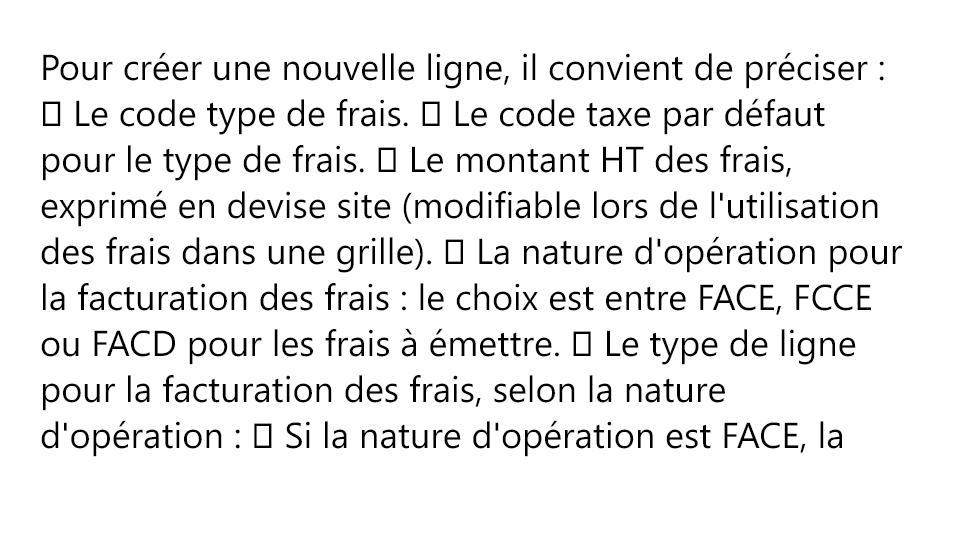 Pour créer une nouvelle ligne, il convient de préciser :
 Le code type de frais.  Le code taxe par défaut
pour le type de frais.  Le montant HT des frais,
exprimé en devise site (modifiable lors de l'utilisation
des frais dans une grille).  La nature d'opération pour
la facturation des frais : le choix est entre FACE, FCCE
ou FACD pour les frais à émettre.  Le type de ligne
pour la facturation des frais, selon la nature
d'opération :  Si la nature d'opération est FACE, la